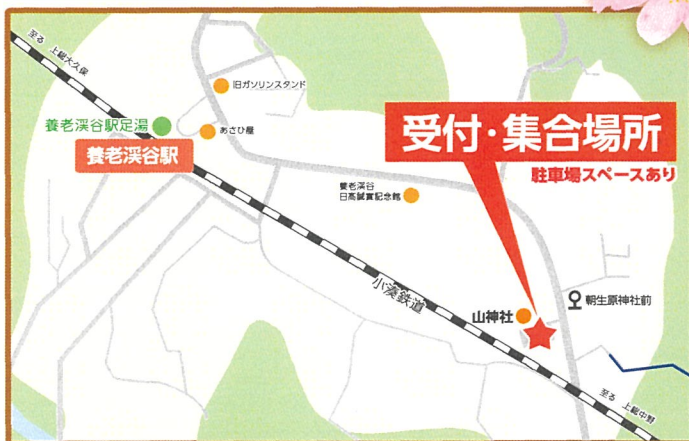 至る 上総大久保
旧ガソリンスタンド
養老渓谷駅足湯
あさひ屋
養老渓谷駅
受付・集合場所
駐車場スペースあり
養老渓谷
日高誠實記念館
小湊鉄道
山神社
朝生原神社前
至る 上総中野